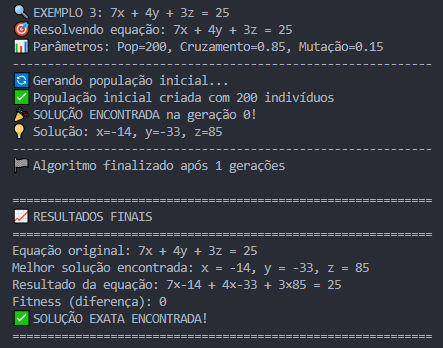 🔍 EXEMPLO 3: 7x + 4y + 3z = 25
🎯 Resolvendo equação: 7x + 4y + 3z = 25
📊 Parâmetros: Pop=200, Cruzamento=0.85, Mutação=0.15
------------------------------------------------------------
🔄 Gerando população inicial...
✅ População inicial criada com 200 indivíduos
🎉 SOLUÇÃO ENCONTRADA na geração 0!
💡 Solução: x=-14, y=-33, z=85
------------------------------------------------------------
🏁 Algoritmo finalizado após 1 gerações
============================================================
📈 RESULTADOS FINAIS
============================================================
Equação original: 7x + 4y + 3z = 25
Melhor solução encontrada: x = -14, y = -33, z = 85
Resultado da equação: 7×-14 + 4×-33 + 3×85 = 25
Fitness (diferença): 0
✅ SOLUÇÃO EXATA ENCONTRADA!
============================================================